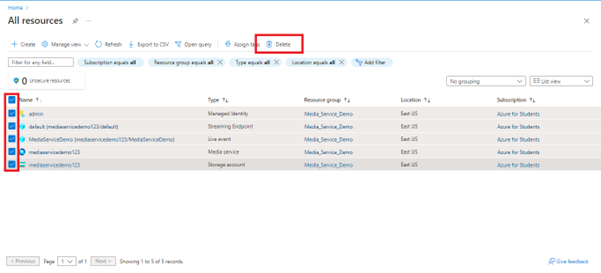 Home >
All resources
+ Create Manage view Refresh Export to CSV Open query Assign tags Delete
Filter for any field... Subscription equals all Resource group equals all Type equals all Location equals all Add filter
0 Unsecure resources
No grouping List view
Name Type Resource group Location Subscription
admin Managed Identity Media_Service_Demo East US Azure for Students
default (mediaservicedemo123/default) Streaming Endpoint Media_Service_Demo East US Azure for Students
MediaServiceDemo (mediaservicedemo123/MediaServiceDemo) Live event Media_Service_Demo East US Azure for Students
mediaservicedemo123 Media service Media_Service_Demo East US Azure for Students
mediaservicedemo123 Storage account Media_Service_Demo East US Azure for Students
< Previous Page 1 of 1 Next > Showing 1 to 5 of 5 records. Give feedback